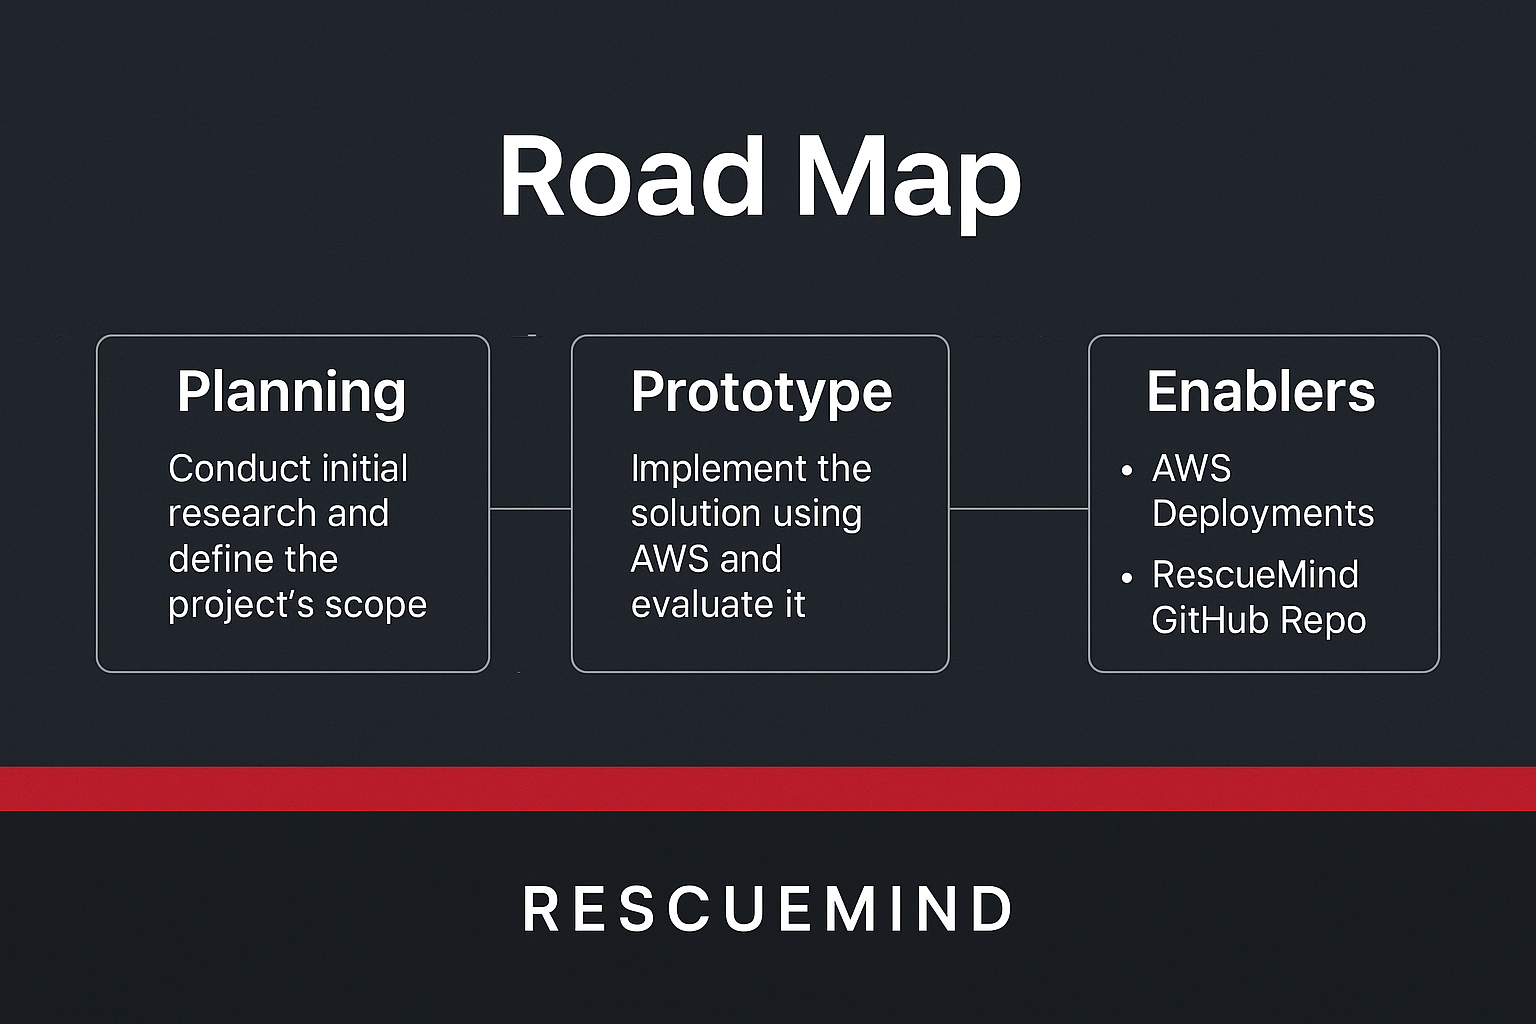 Road Map
Planning
Conduct initial
research and
define the
project's scope
Prototype
Implement the
solution using
AWS and
evaluate it
Enablers
• AWS
Deployments
• RescueMind
GitHub Repo
RESCUEMIND